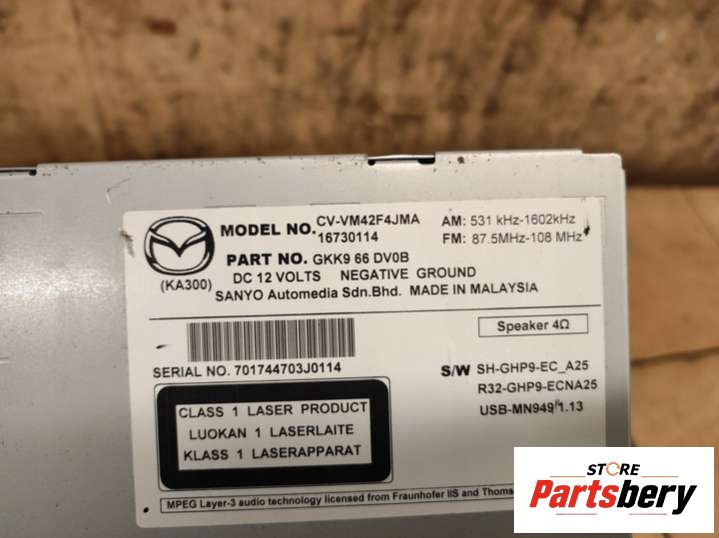 MODEL NO. CV-VM42F4JMA
16730114
AM: 531 kHz-1602kHz
FM: 87.5MHz-108 MHz
PART NO. GKK9 66 DV0B
(KA300)
DC 12 VOLTS NEGATIVE GROUND
SANYO Automedia Sdn.Bhd. MADE IN MALAYSIA
Speaker 4Ω
SERIAL NO. 701744703J0114
S/W SH-GHP9-EC_A25
R32-GHP9-ECNA25
USB-MN949/1.13
CLASS 1 LASER PRODUCT
LUOKAN 1 LASERLAITE
KLASS 1 LASERAPPARAT
MPEG Layer-3 audio technology licensed from Fraunhofer IIS and Thoms
STORE
Partsbery